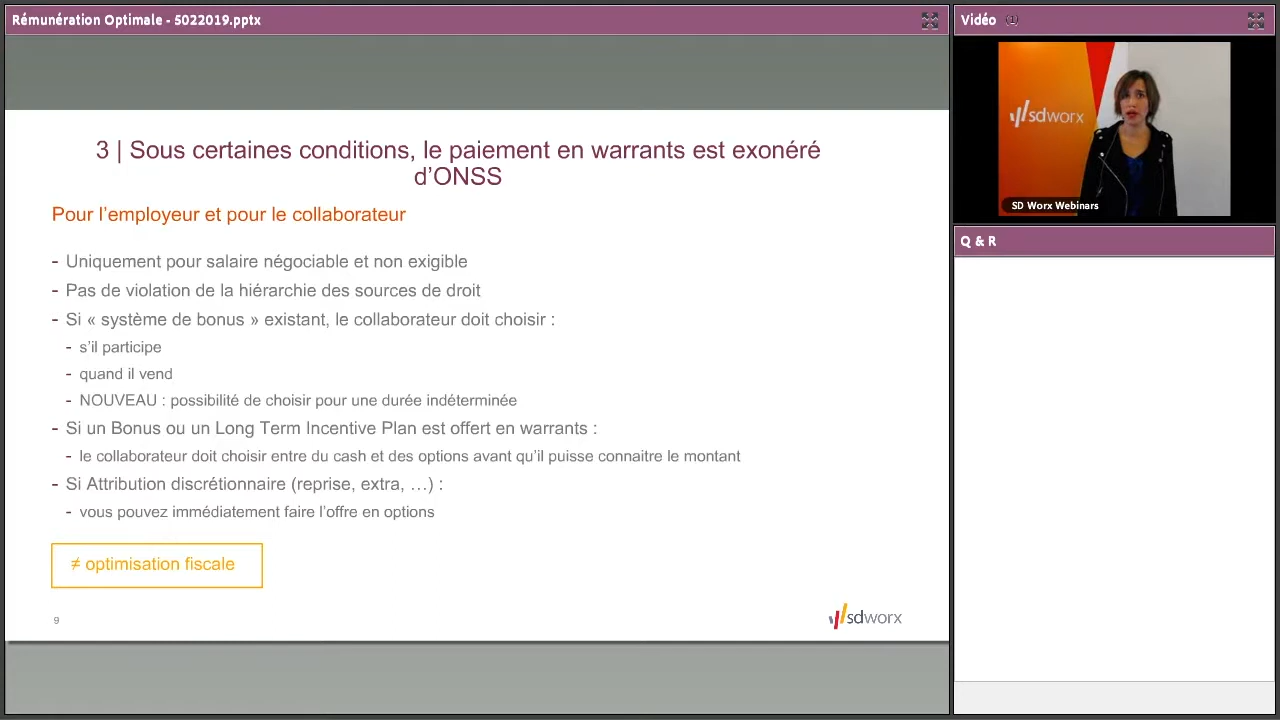 Rémunération Optimale - 5022019.pptx
3 | Sous certaines conditions, le paiement en warrants est exonéré
d’ONSS
Pour l’employeur et pour le collaborateur
- Uniquement pour salaire négociable et non exigible
- Pas de violation de la hiérarchie des sources de droit
- Si « système de bonus » existant, le collaborateur doit choisir :
- s’il participe
- quand il vend
- NOUVEAU : possibilité de choisir pour une durée indéterminée
- Si un Bonus ou un Long Term Incentive Plan est offert en warrants :
- le collaborateur doit choisir entre du cash et des options avant qu’il puisse connaitre le montant
- Si Attribution discrétionnaire (reprise, extra, …) :
- vous pouvez immédiatement faire l’offre en options
≠ optimisation fiscale
9
sdworx
Vidéo (1)
sdworx
SD Worx Webinars
Q & R